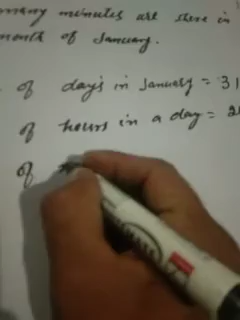 many minutes are there in
month of January.
of days in January = 31
of hours in a day = 2
of